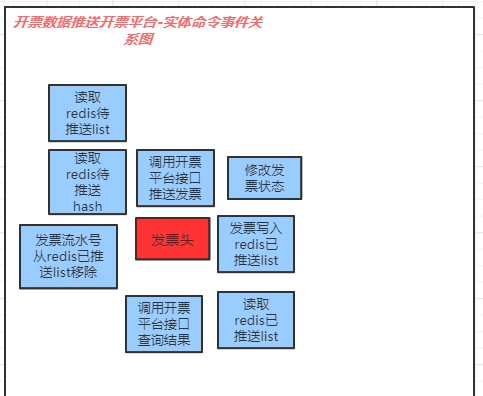 开票数据推送开票平台-实体命令事件关
系图
读取
redis待
推送list
读取
redis待
推送
hash
调用开票
平台接口
推送发票
修改发
票状态
发票流水号
从redis已推
送list移除
发票头
发票写入
redis已
推送list
调用开票
平台接口
查询结果
读取
redis已
推送list